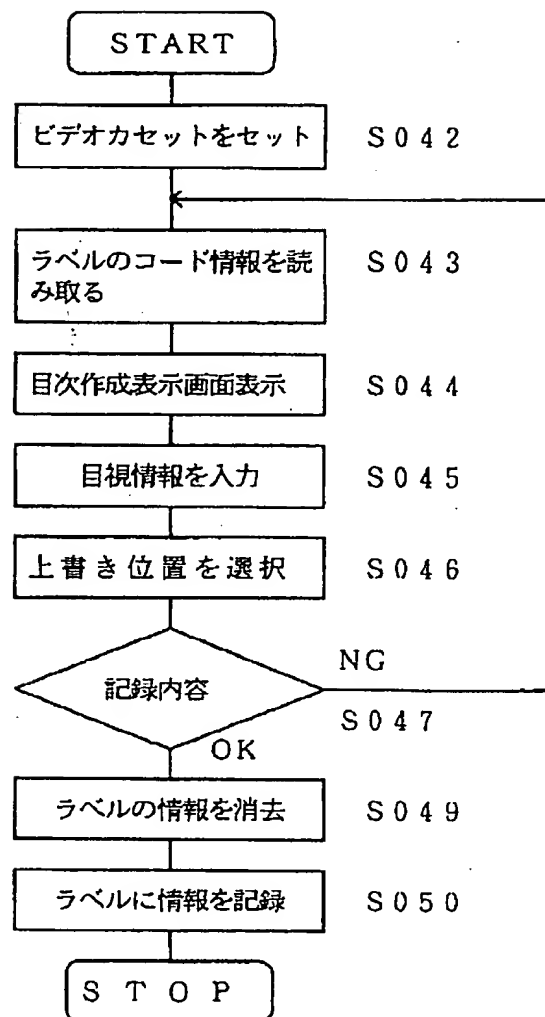 START
ビデオカセットをセット S042
ラベルのコード情報を読 S043
み取る
目次作成表示画面表示 S044
目視情報を入力 S045
上書き位置を選択 S046
NG
記録内容
S047
OK
ラベルの情報を消去 S049
ラベルに情報を記録 S050
STOP